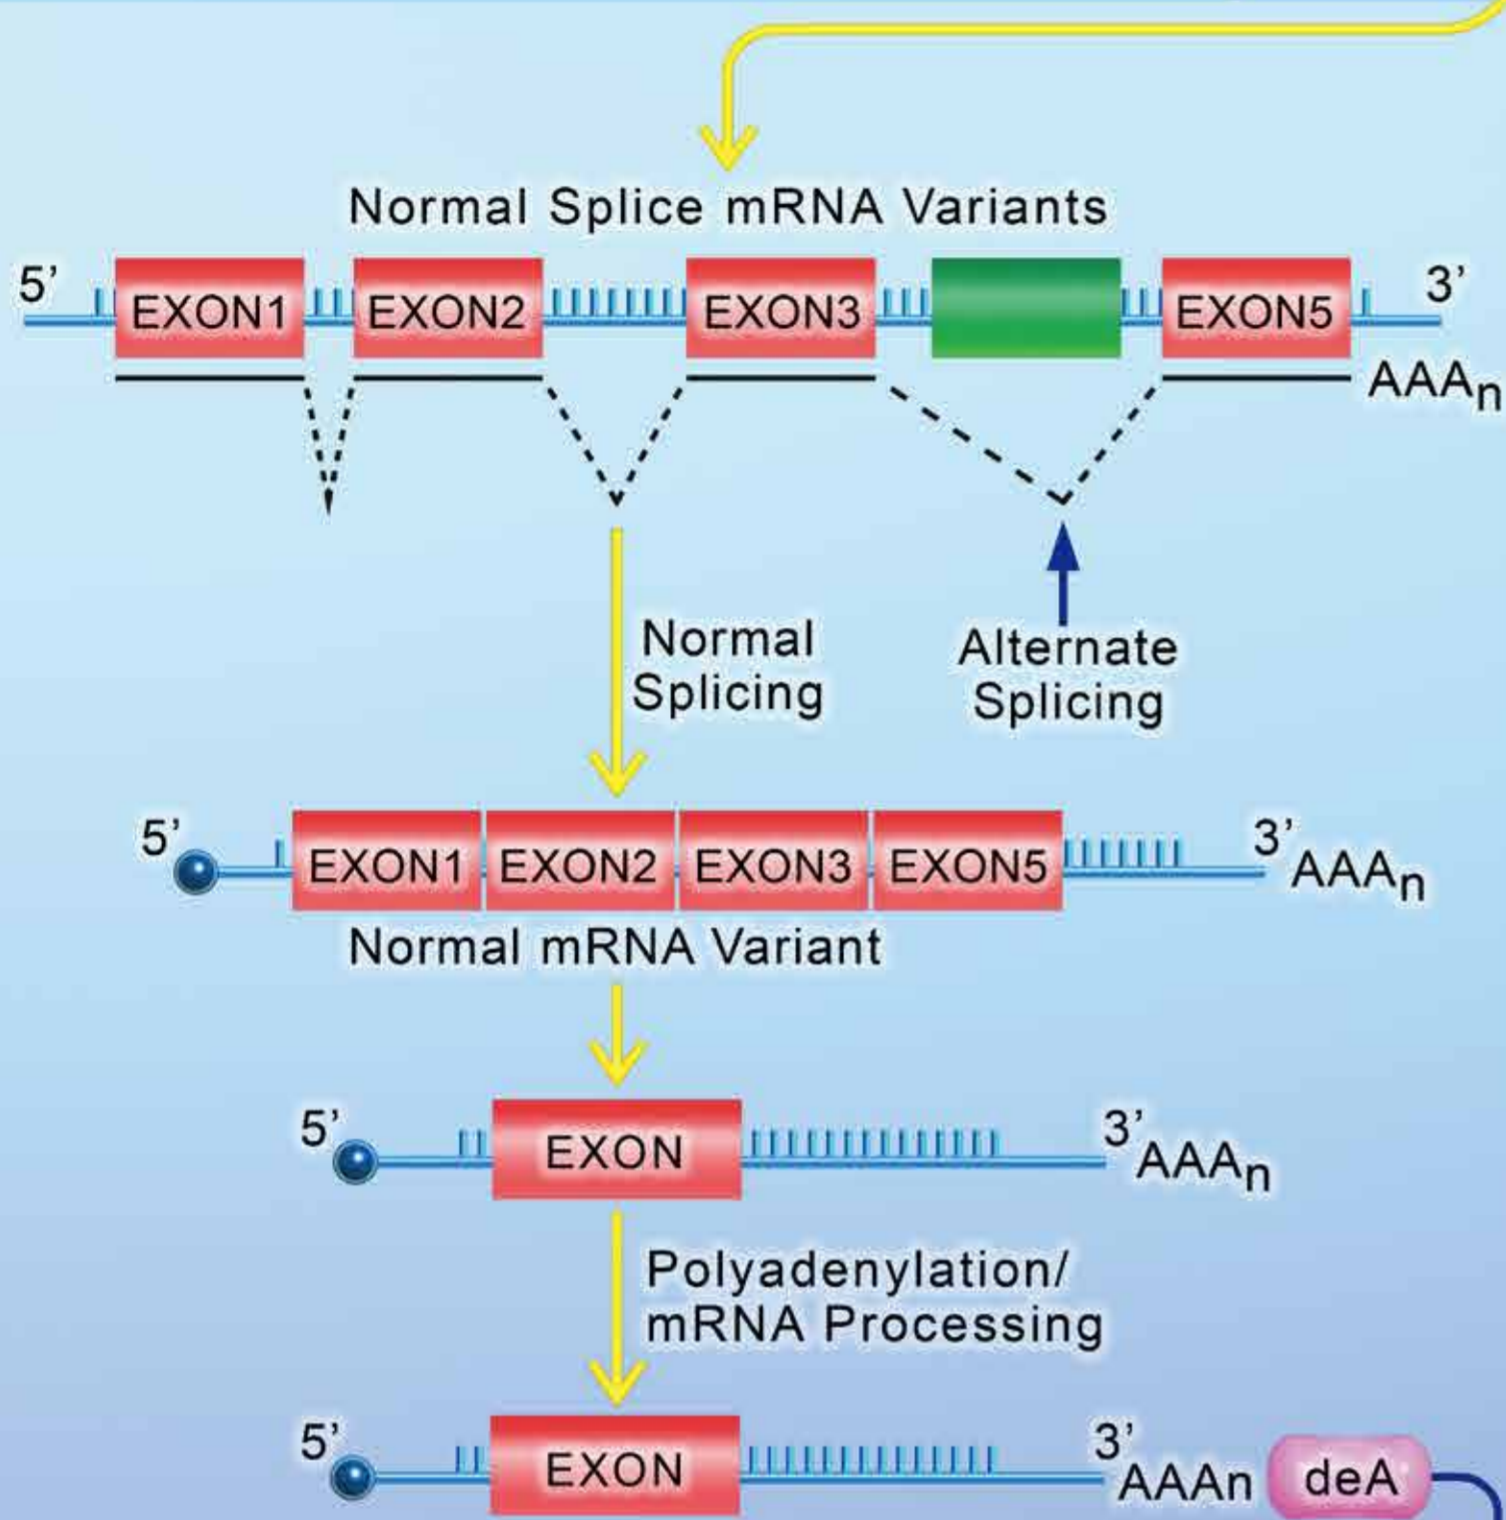 Normal Splice mRNA Variants
5’ EXON1 EXON2 EXON3 EXON5 3’
AAAn
Normal
Splicing
Alternate
Splicing
5’ EXON1 EXON2 EXON3 EXON5 3’ AAAn
Normal mRNA Variant
5’ EXON 3’ AAAn
Polyadenylation/
mRNA Processing
5’ EXON 3’ AAAn deA